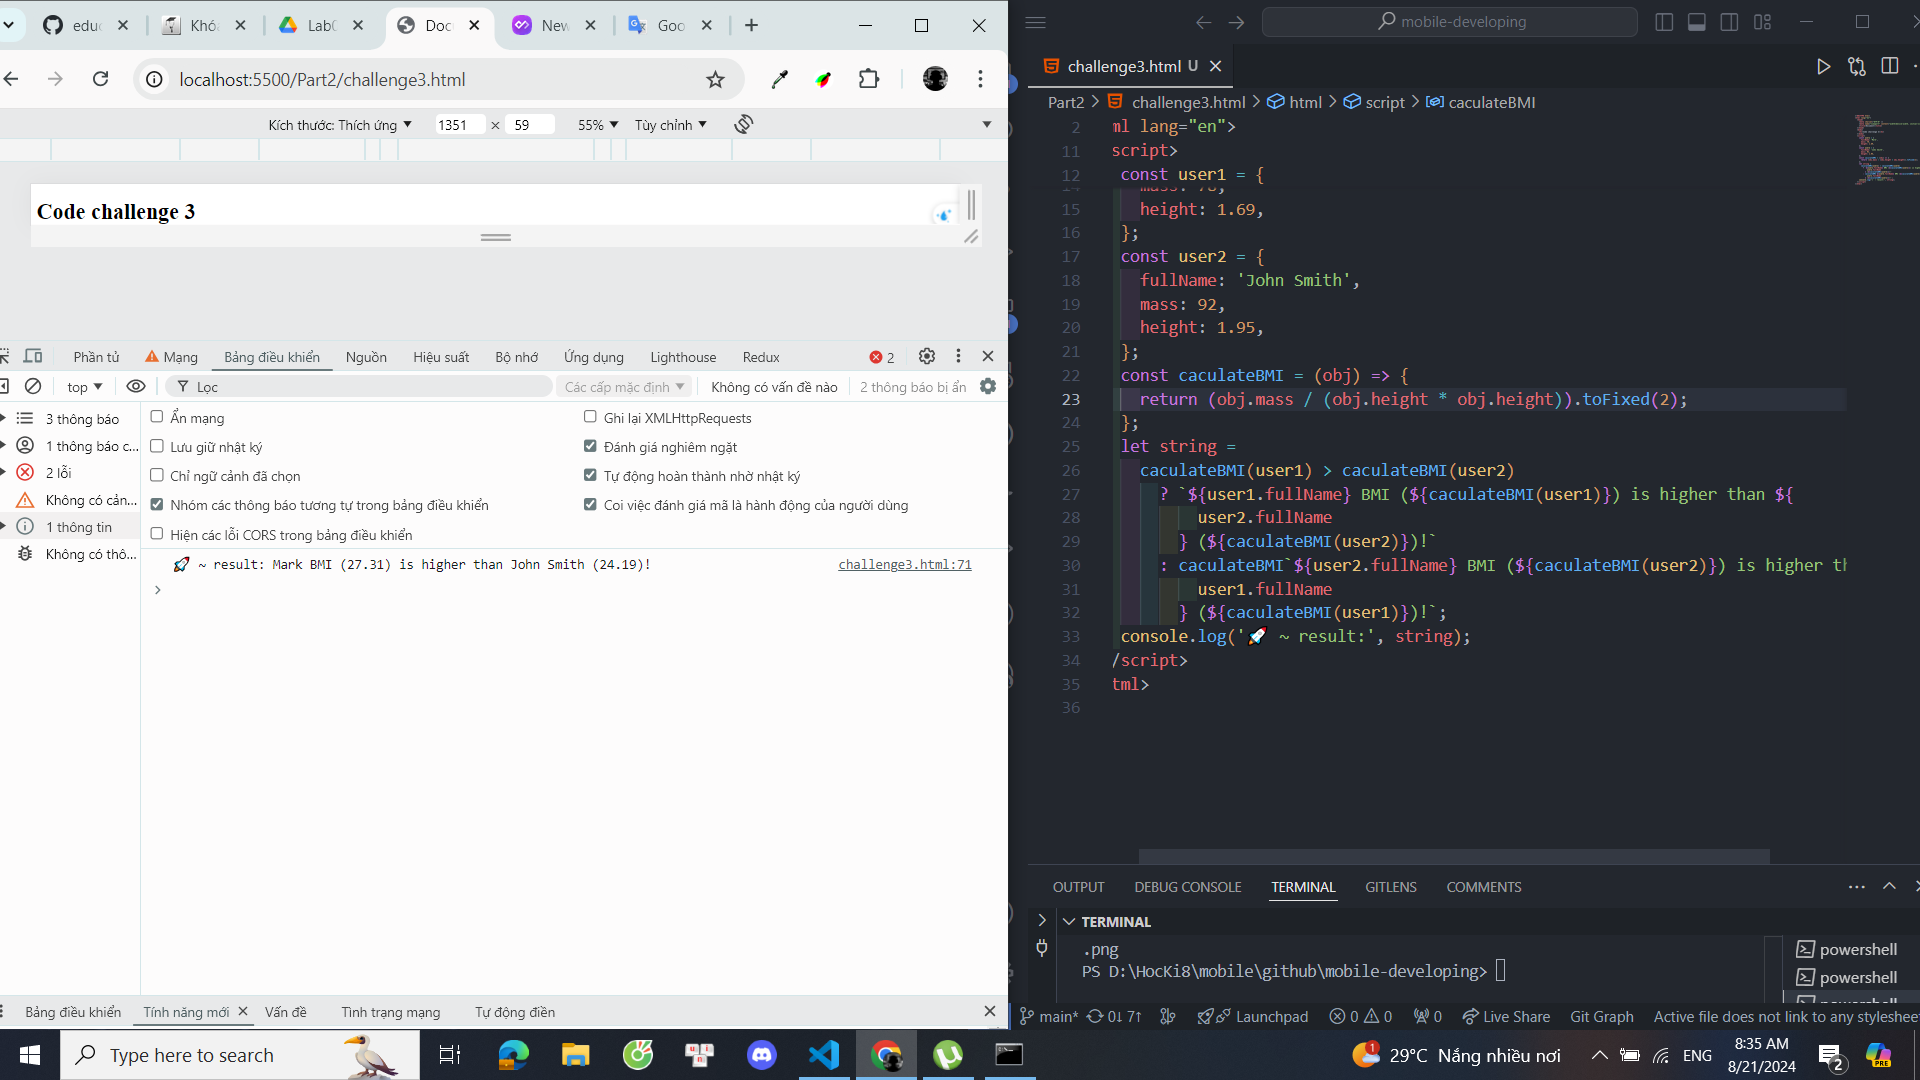 educ
Khóa
Lab0
Doc
New
Goo
localhost:5500/Part2/challenge3.html
Kích thước: Thích ứng ▼ 1351 × 59 55% ▼ Tùy chỉnh ▼
Code challenge 3
Phần tử Mạng Bảng điều khiển Nguồn Hiệu suất Bộ nhớ Ứng dụng Lighthouse Redux 2
top ▼ Lọc Các cấp mặc định ▼ Không có vấn đề nào 2 thông báo bị ẩn
3 thông báo
1 thông báo c...
2 lỗi
Không có cản...
1 thông tin
Không có thô...
Ẩn mạng
Lưu giữ nhật ký
Chỉ ngữ cảnh đã chọn
Nhóm các thông báo tương tự trong bảng điều khiển
Hiện các lỗi CORS trong bảng điều khiển
Ghi lại XMLHttpRequests
Đánh giá nghiêm ngặt
Tự động hoàn thành nhờ nhật ký
Coi việc đánh giá mã là hành động của người dùng
🚀 ~ result: Mark BMI (27.31) is higher than John Smith (24.19)! challenge3.html:71
>
Bảng điều khiển Tính năng mới Vấn đề Tình trạng mạng Tự động điền
mobile-developing
challenge3.html U
Part2 > challenge3.html > html > script > caculateBMI
2 ml lang="en">
11 script>
12 const user1 = {
14 mass: 78,
15 height: 1.69,
16 };
17 const user2 = {
18 fullName: 'John Smith',
19 mass: 92,
20 height: 1.95,
21 };
22 const caculateBMI = (obj) => {
23 return (obj.mass / (obj.height * obj.height)).toFixed(2);
24 };
25 let string =
26 caculateBMI(user1) > caculateBMI(user2)
27 ? `${user1.fullName} BMI (${caculateBMI(user1)}) is higher than ${
28 user2.fullName
29 } (${caculateBMI(user2)})!`
30 : caculateBMI`${user2.fullName} BMI (${caculateBMI(user2)}) is higher th
31 user1.fullName
32 } (${caculateBMI(user1)})!`;
33 console.log('🚀 ~ result:', string);
34 /script>
35 tml>
36
OUTPUT DEBUG CONSOLE TERMINAL GITLENS COMMENTS
TERMINAL
.png
PS D:\HocKi8\mobile\github\mobile-developing>
powershell
powershell
powershell
main* 0↓ 7↑ Launchpad 0 0 0 Live Share Git Graph Active file does not link to any stylesheet
Type here to search
1 29°C Nắng nhiều nơi ENG 8:35 AM 2 PRE
8/21/2024